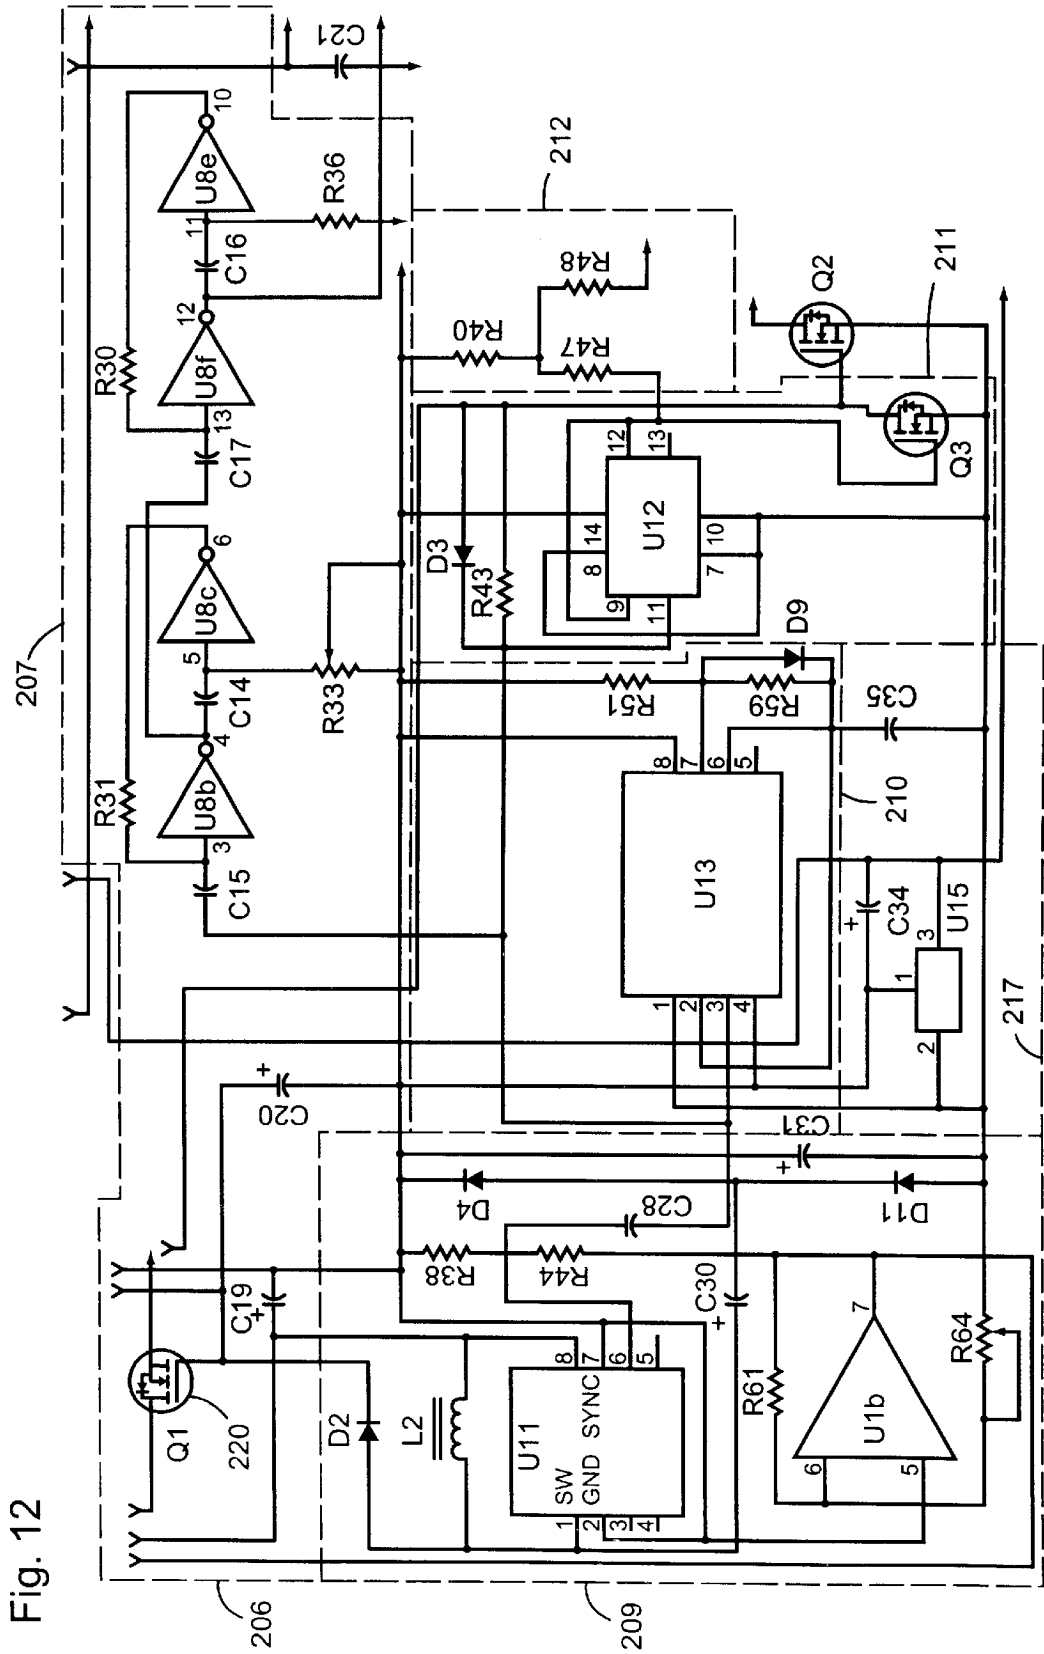 Fig. 12
207
C21
R30
R31
U8b
3
4
C15
C14
U8c
5
6
C17
U8f
13
12
C16
U8e
11
10
R36
R33
212
R40
R48
R47
Q2
211
Q3
D3
R43
U12
14
8
9
11
12
13
10
7
D9
R51
R59
C35
210
U13
8
7
6
5
1
2
3
4
+
C34
U15
1
2
3
217
+
C20
+
C31
D4
D11
C28
R38
R44
C30
+
C19
+
Q1
220
D2
L2
U11
SW
GND
SYNC
1
2
3
4
8
7
6
5
R61
U1b
6
5
7
R64
206
209